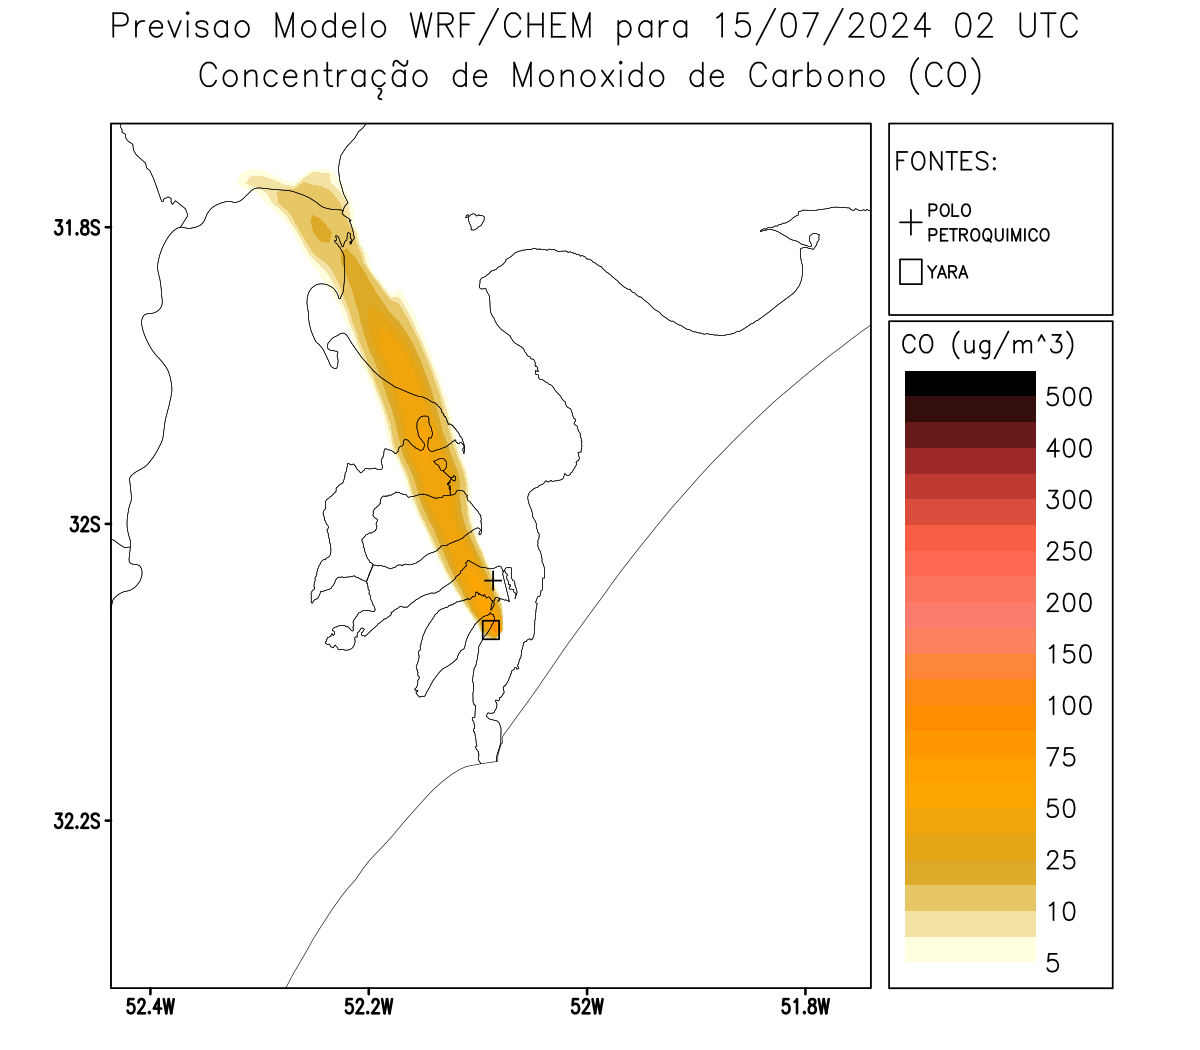 Previsao Modelo WRF/CHEM para 15/07/2024 02 UTC
Concentração de Monoxido de Carbono (CO)
FONTES:
POLO
PETROQUIMICO
YARA
31.8S
32S
32.2S
52.4W
52.2W
52W
51.8W
CO (ug/m^3)
500
400
300
250
200
150
100
75
50
25
10
5